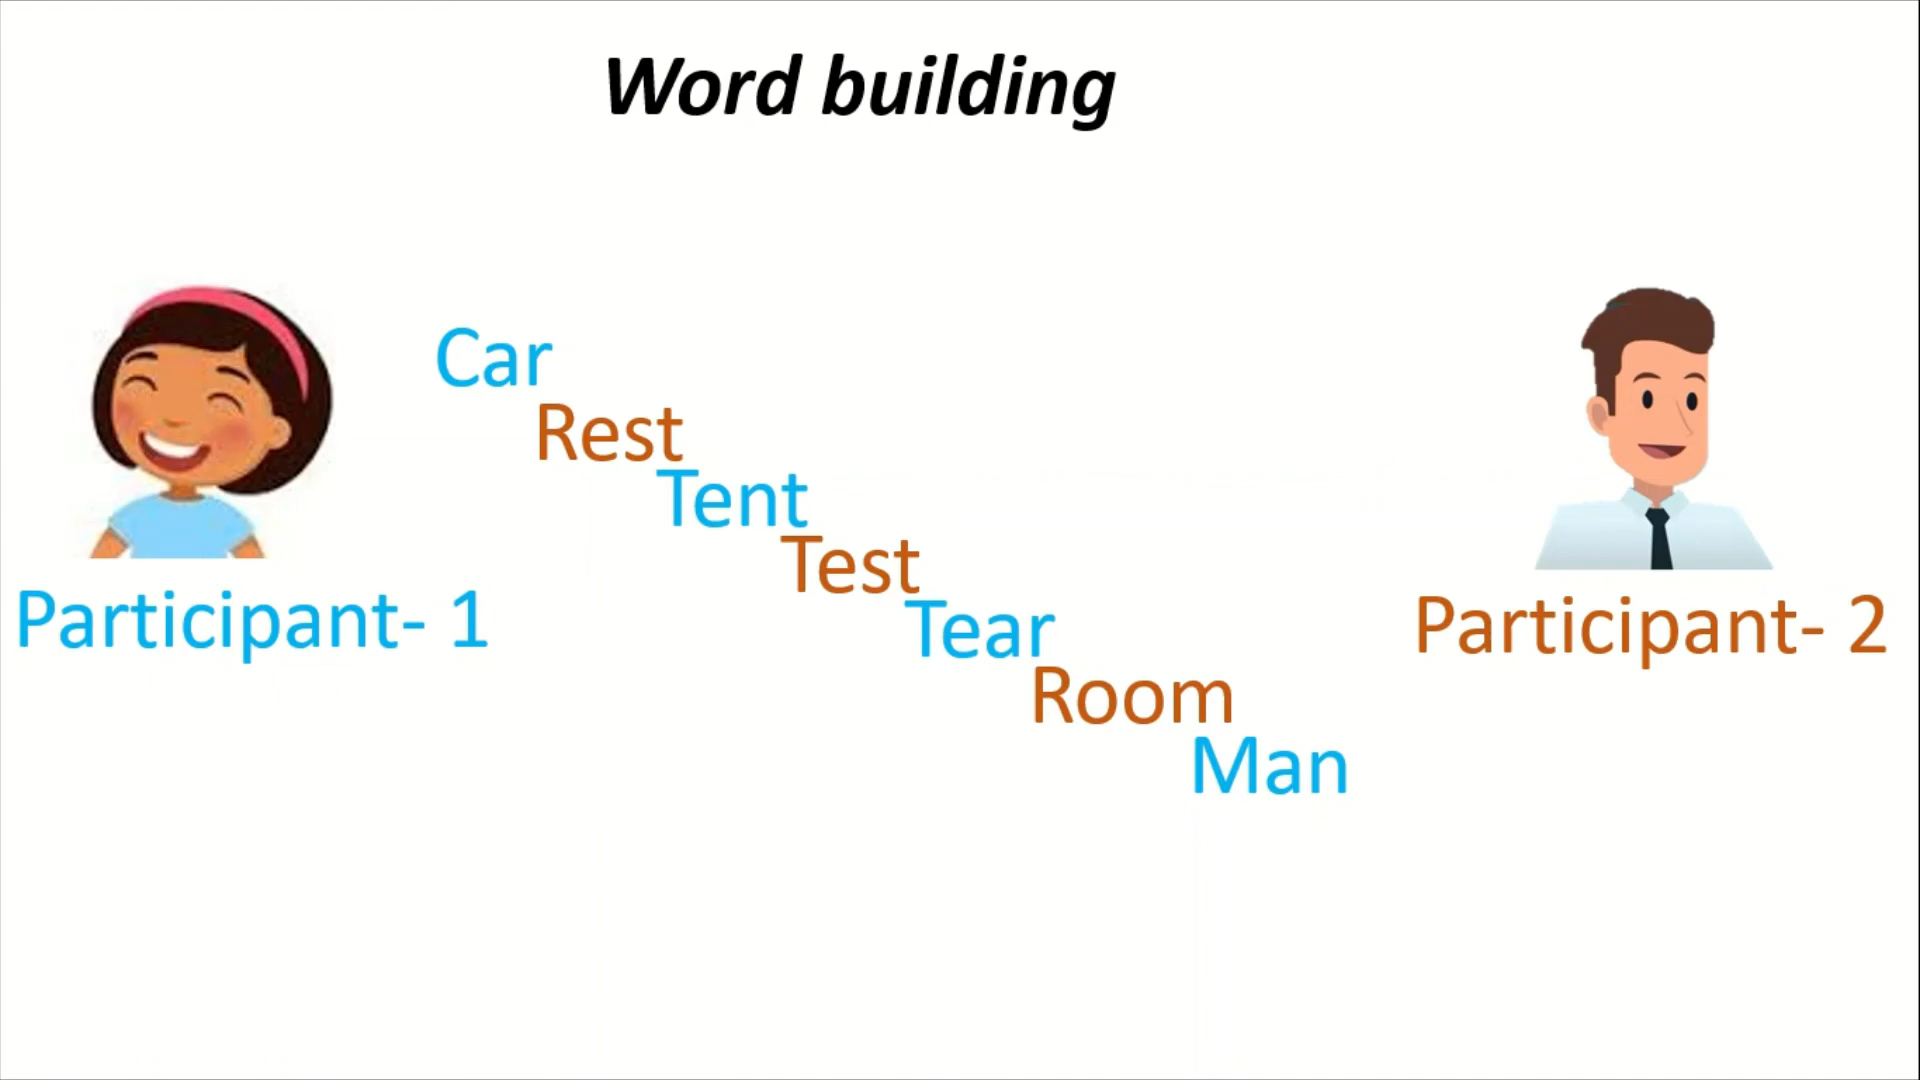 Word building
Car
Rest
Tent
Test
Tear
Room
Man
Participant- 1
Participant- 2